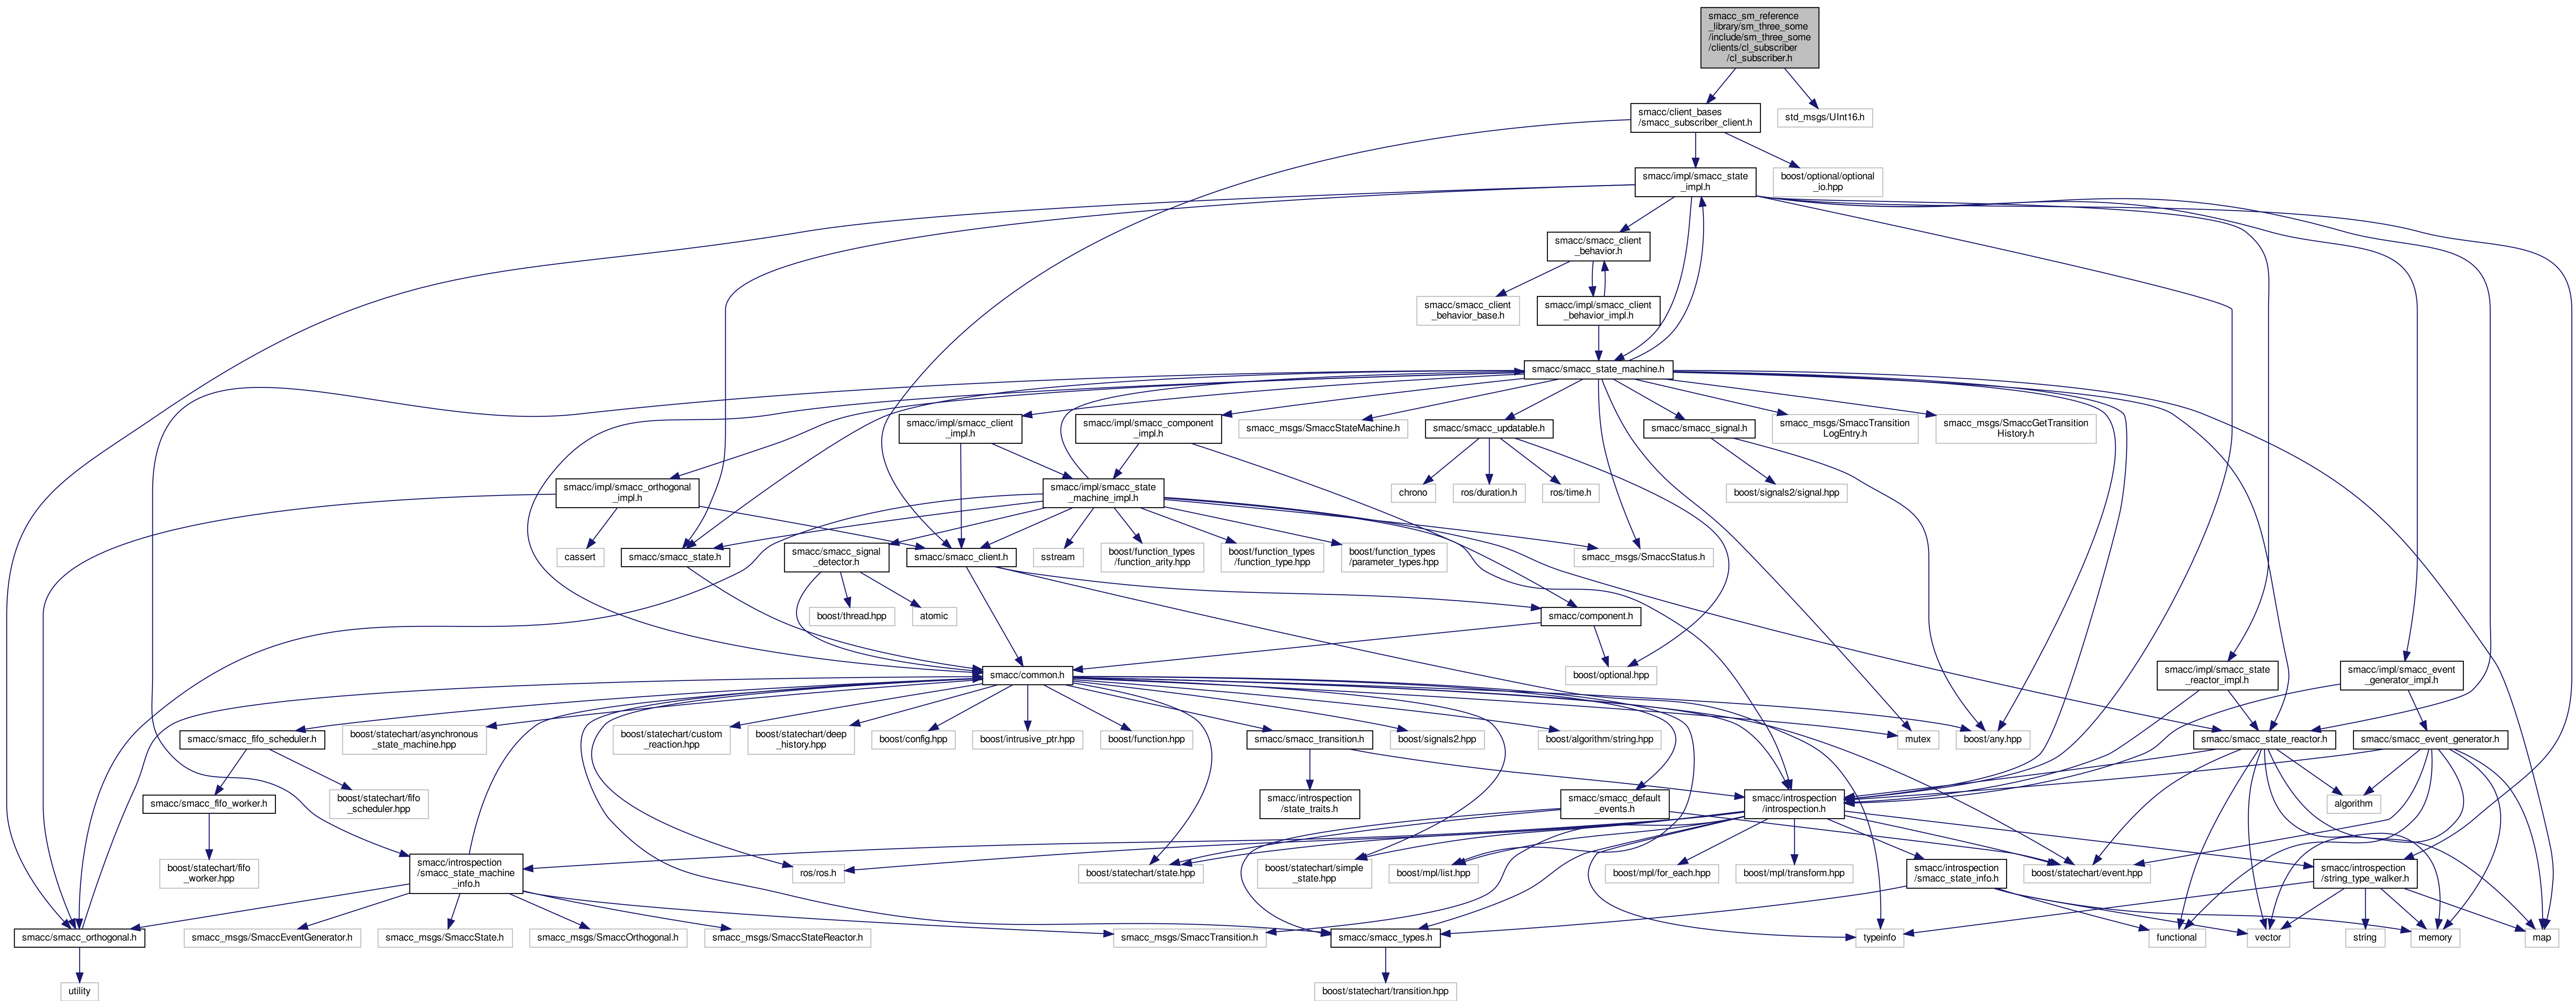 smacc_sm_reference
_library/sm_three_some
/include/sm_three_some
/clients/cl_subscriber
/cl_subscriber.h
smacc/client_bases
/smacc_subscriber_client.h
std_msgs/UInt16.h
smacc/impl/smacc_state
_impl.h
boost/optional/optional
_io.hpp
smacc/smacc_client
_behavior.h
smacc/smacc_client
_behavior_base.h
smacc/impl/smacc_client
_behavior_impl.h
smacc/smacc_state_machine.h
smacc/impl/smacc_client
_impl.h
smacc/impl/smacc_component
_impl.h
smacc_msgs/SmaccStateMachine.h
smacc/smacc_updatable.h
smacc/smacc_signal.h
smacc_msgs/SmaccTransition
LogEntry.h
smacc_msgs/SmaccGetTransition
History.h
smacc/impl/smacc_orthogonal
_impl.h
smacc/impl/smacc_state
_machine_impl.h
chrono
ros/duration.h
ros/time.h
boost/signals2/signal.hpp
cassert
smacc/smacc_state.h
smacc/smacc_signal
_detector.h
smacc/smacc_client.h
sstream
boost/function_types
/function_arity.hpp
boost/function_types
/function_type.hpp
boost/function_types
/parameter_types.hpp
smacc_msgs/SmaccStatus.h
boost/thread.hpp
atomic
smacc/component.h
smacc/common.h
boost/optional.hpp
smacc/impl/smacc_state
_reactor_impl.h
smacc/impl/smacc_event
_generator_impl.h
smacc/smacc_fifo_scheduler.h
boost/statechart/asynchronous
_state_machine.hpp
boost/statechart/custom
_reaction.hpp
boost/statechart/deep
_history.hpp
boost/config.hpp
boost/intrusive_ptr.hpp
boost/function.hpp
smacc/smacc_transition.h
boost/signals2.hpp
boost/algorithm/string.hpp
mutex
boost/any.hpp
smacc/smacc_state_reactor.h
smacc/smacc_event_generator.h
smacc/smacc_fifo_worker.h
boost/statechart/fifo
_scheduler.hpp
smacc/introspection
/state_traits.h
smacc/smacc_default
_events.h
smacc/introspection
/introspection.h
algorithm
boost/statechart/fifo
_worker.hpp
smacc/introspection
/smacc_state_machine
_info.h
ros/ros.h
boost/statechart/state.hpp
boost/statechart/simple
_state.hpp
boost/mpl/list.hpp
boost/mpl/for_each.hpp
boost/mpl/transform.hpp
smacc/introspection
/smacc_state_info.h
boost/statechart/event.hpp
smacc/introspection
/string_type_walker.h
smacc/smacc_orthogonal.h
smacc_msgs/SmaccEventGenerator.h
smacc_msgs/SmaccState.h
smacc_msgs/SmaccOrthogonal.h
smacc_msgs/SmaccStateReactor.h
smacc_msgs/SmaccTransition.h
smacc/smacc_types.h
typeinfo
functional
vector
string
memory
map
utility
boost/statechart/transition.hpp